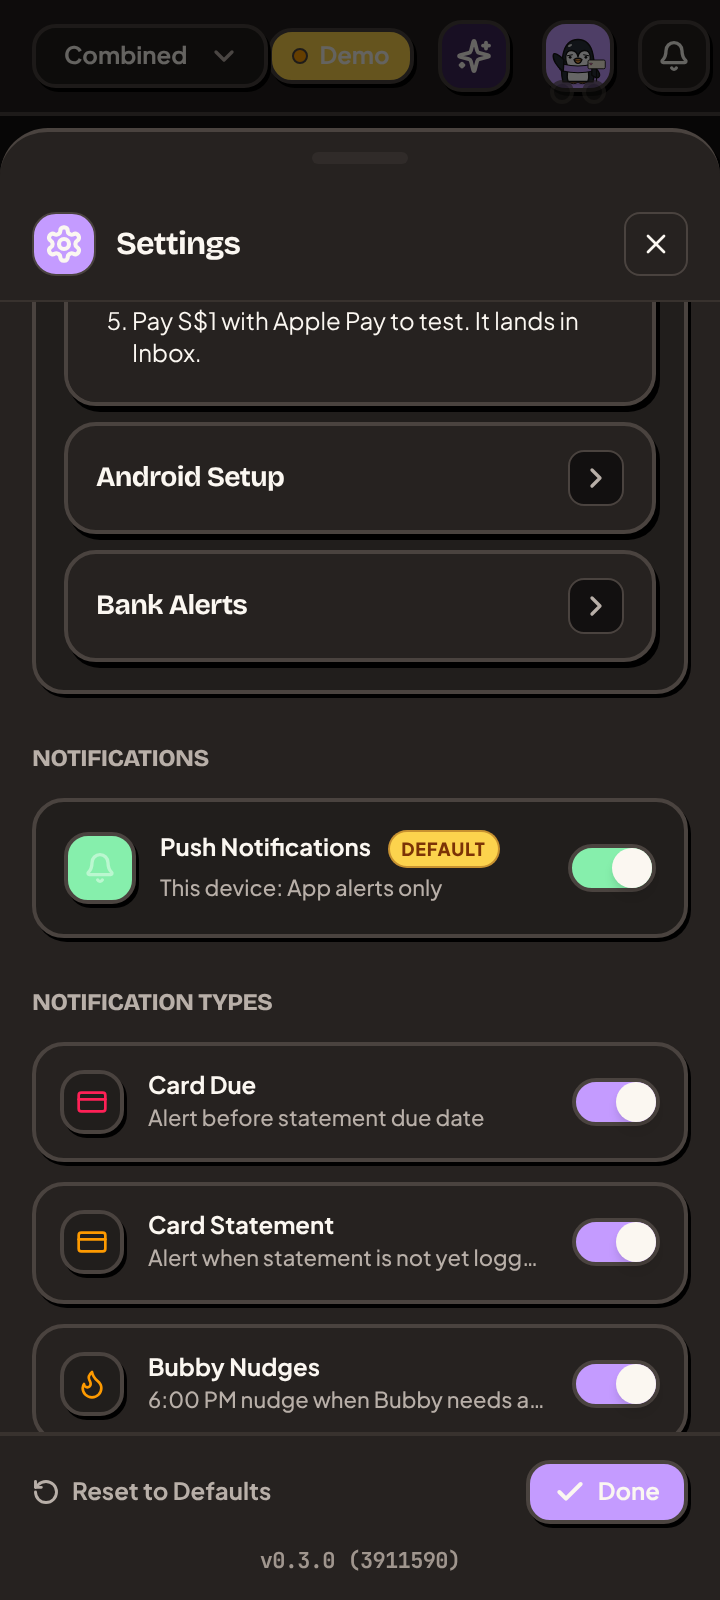 Combined
Demo
Settings
5. Pay S$1 with Apple Pay to test. It lands in
Inbox.
Android Setup
Bank Alerts
NOTIFICATIONS
Push Notifications DEFAULT
This device: App alerts only
NOTIFICATION TYPES
Card Due
Alert before statement due date
Card Statement
Alert when statement is not yet logg...
Bubby Nudges
6:00 PM nudge when Bubby needs a...
Reset to Defaults
Done
v0.3.0 (3911590)